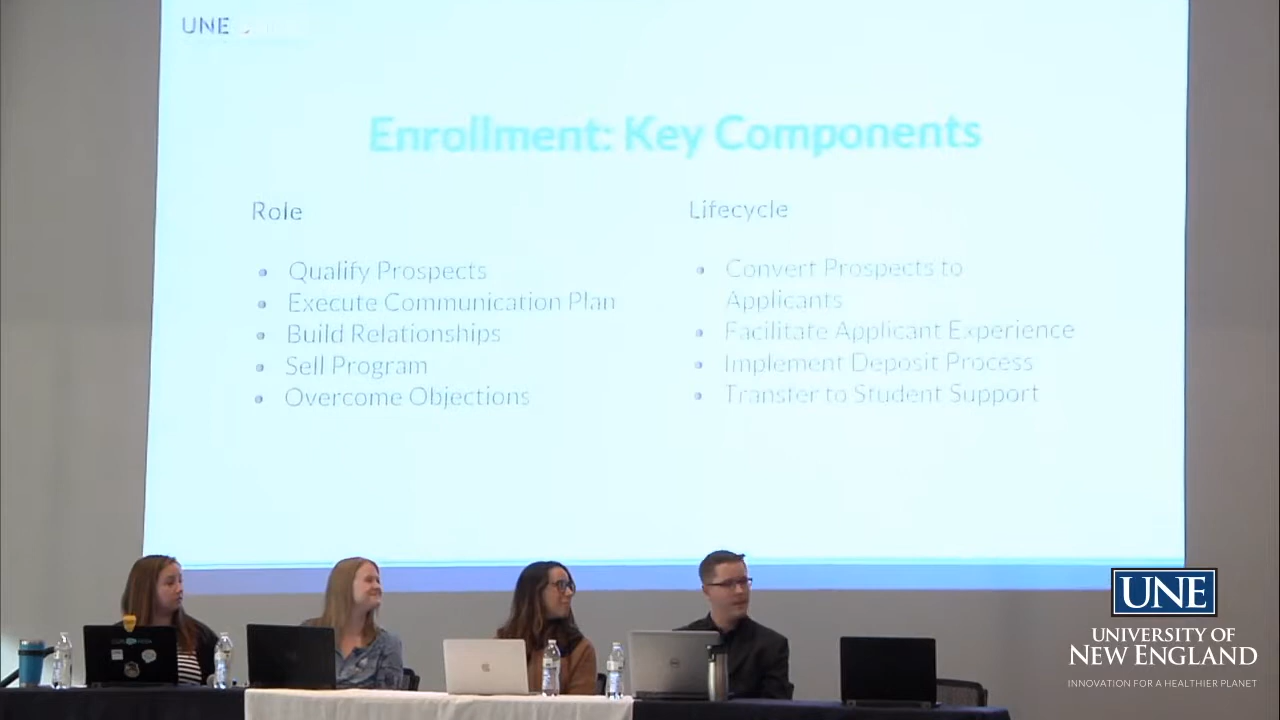 UNE
Enrollment: Key Components
Role
Qualify Prospects
Execute Communication Plan
Build Relationships
Sell Program
Overcome Objections
Lifecycle
Convert Prospects to
Applicants
Facilitate Applicant Experience
Implement Deposit Process
Transfer to Student Support
UNE
UNIVERSITY OF
NEW ENGLAND
INNOVATION FOR A HEALTHIER PLANET